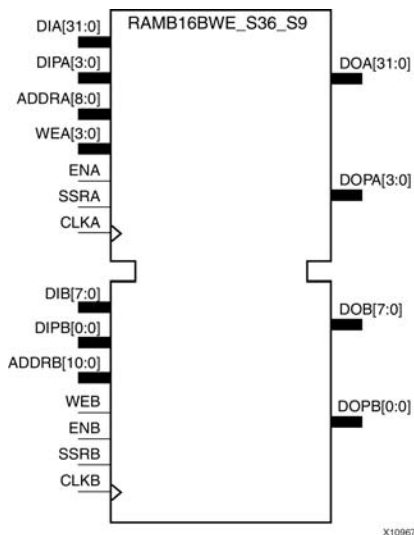 RAMB16BWE_S36_S9
DIA[31:0]
DIPA[3:0]
ADDRA[8:0]
WEA[3:0]
ENA
SSRA
CLKA
DOA[31:0]
DOPA[3:0]
DIB[7:0]
DIPB[0:0]
ADDRB[10:0]
WEB
ENB
SSRB
CLKB
DOB[7:0]
DOPB[0:0]
X10967